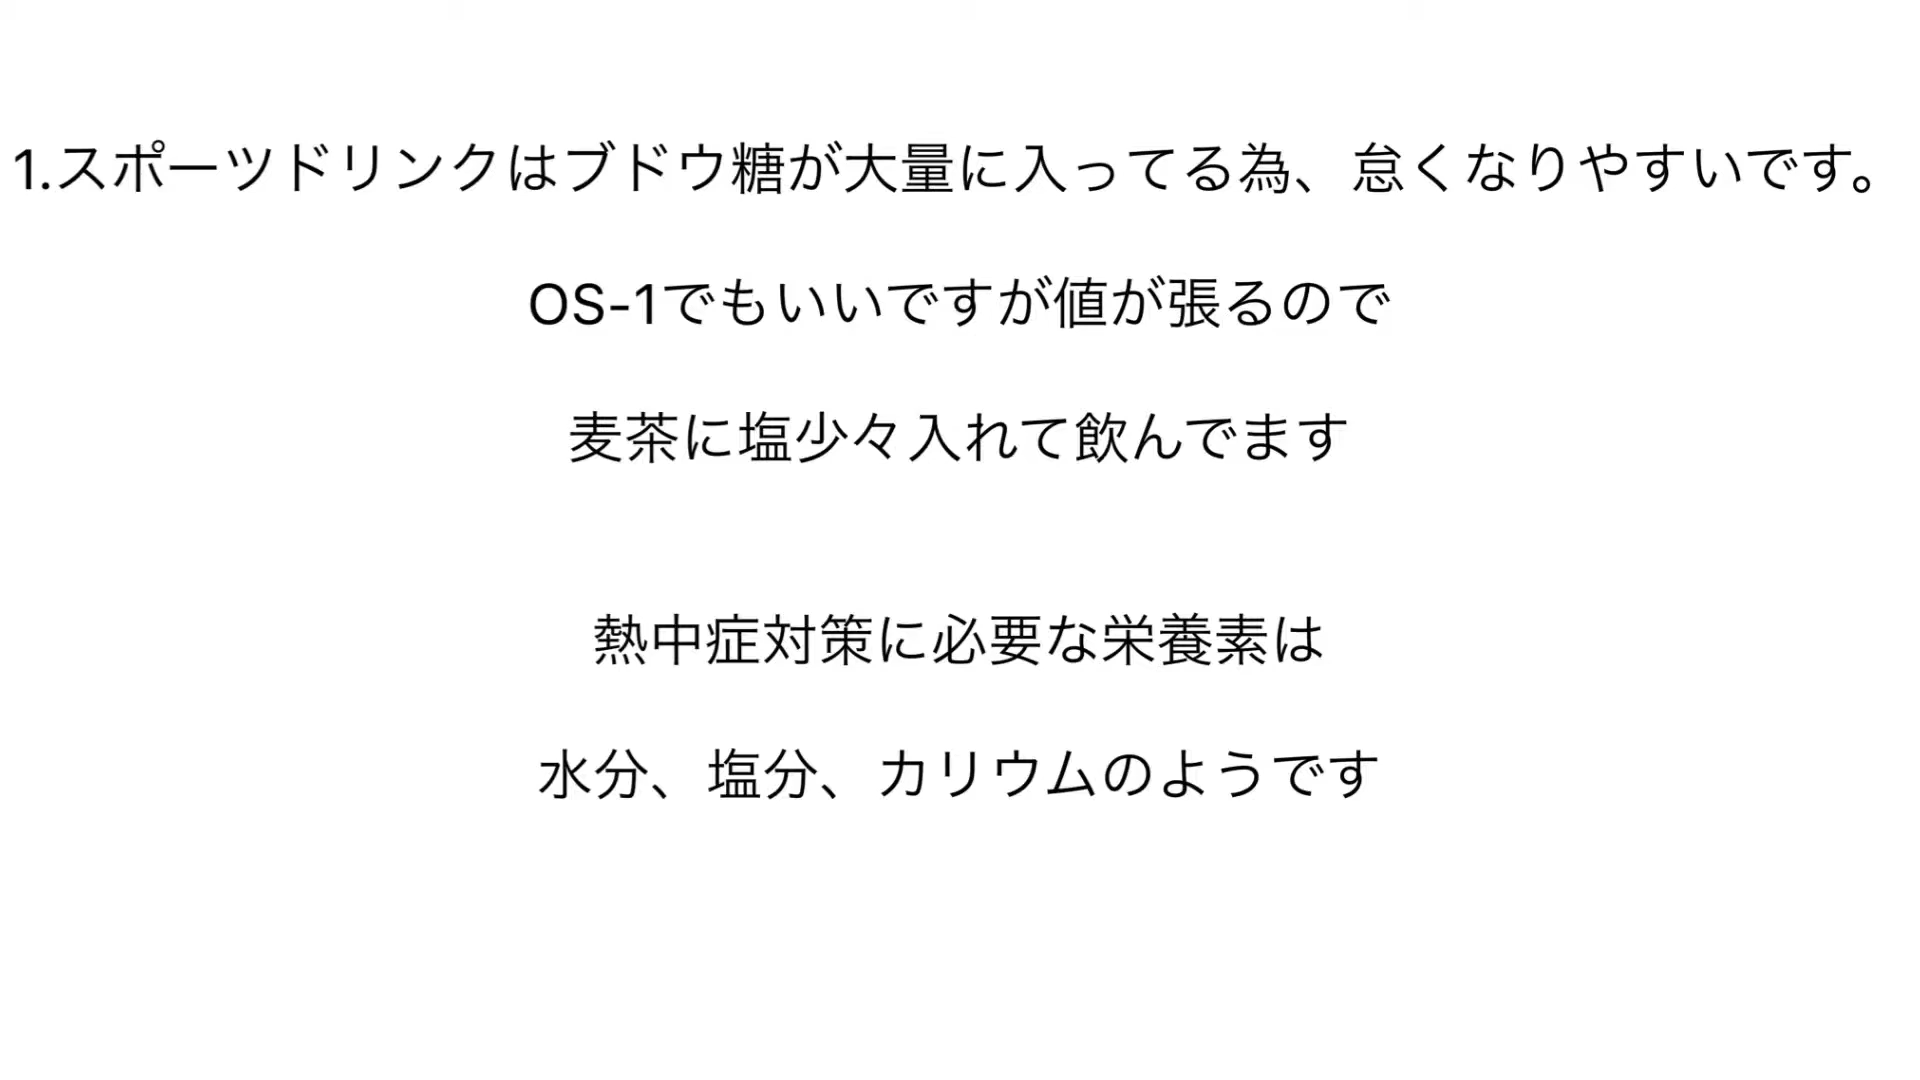 1.スポーツドリンクはブドウ糖が大量に入ってる為、怠くなりやすいです。
OS-1でもいいですが値が張るので
麦茶に塩少々入れて飲んでます
熱中症対策に必要な栄養素は
水分、塩分、カリウムのようです